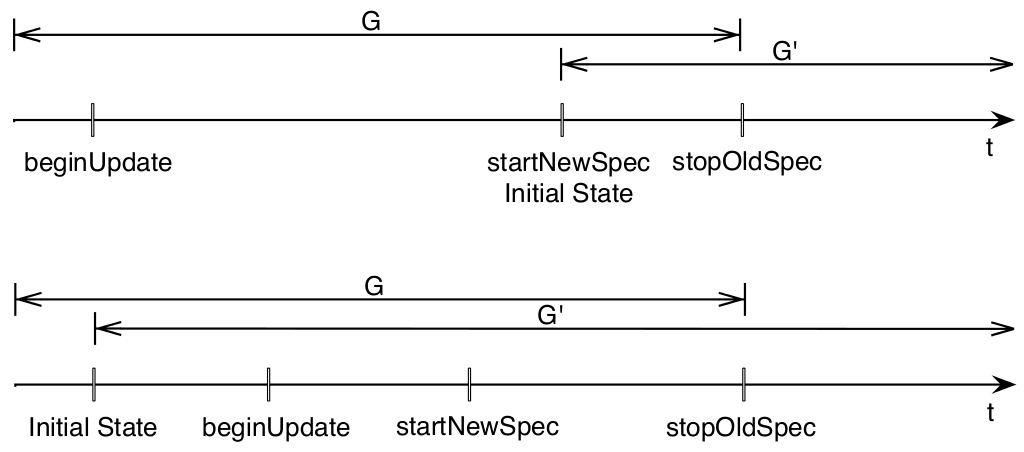 G
G'
beginUpdate
startNewSpec
Initial State
stopOldSpec
t
G
G'
Initial State
beginUpdate
startNewSpec
stopOldSpec
t